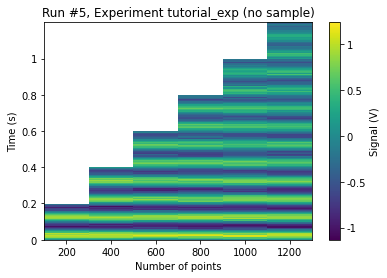 Run #5, Experiment tutorial_exp (no sample)
1
0.8
0.6
0.4
0.2
0
Time (s)
200 400 600 800 1000 1200
Number of points
1
0.5
0
-0.5
-1
Signal (V)